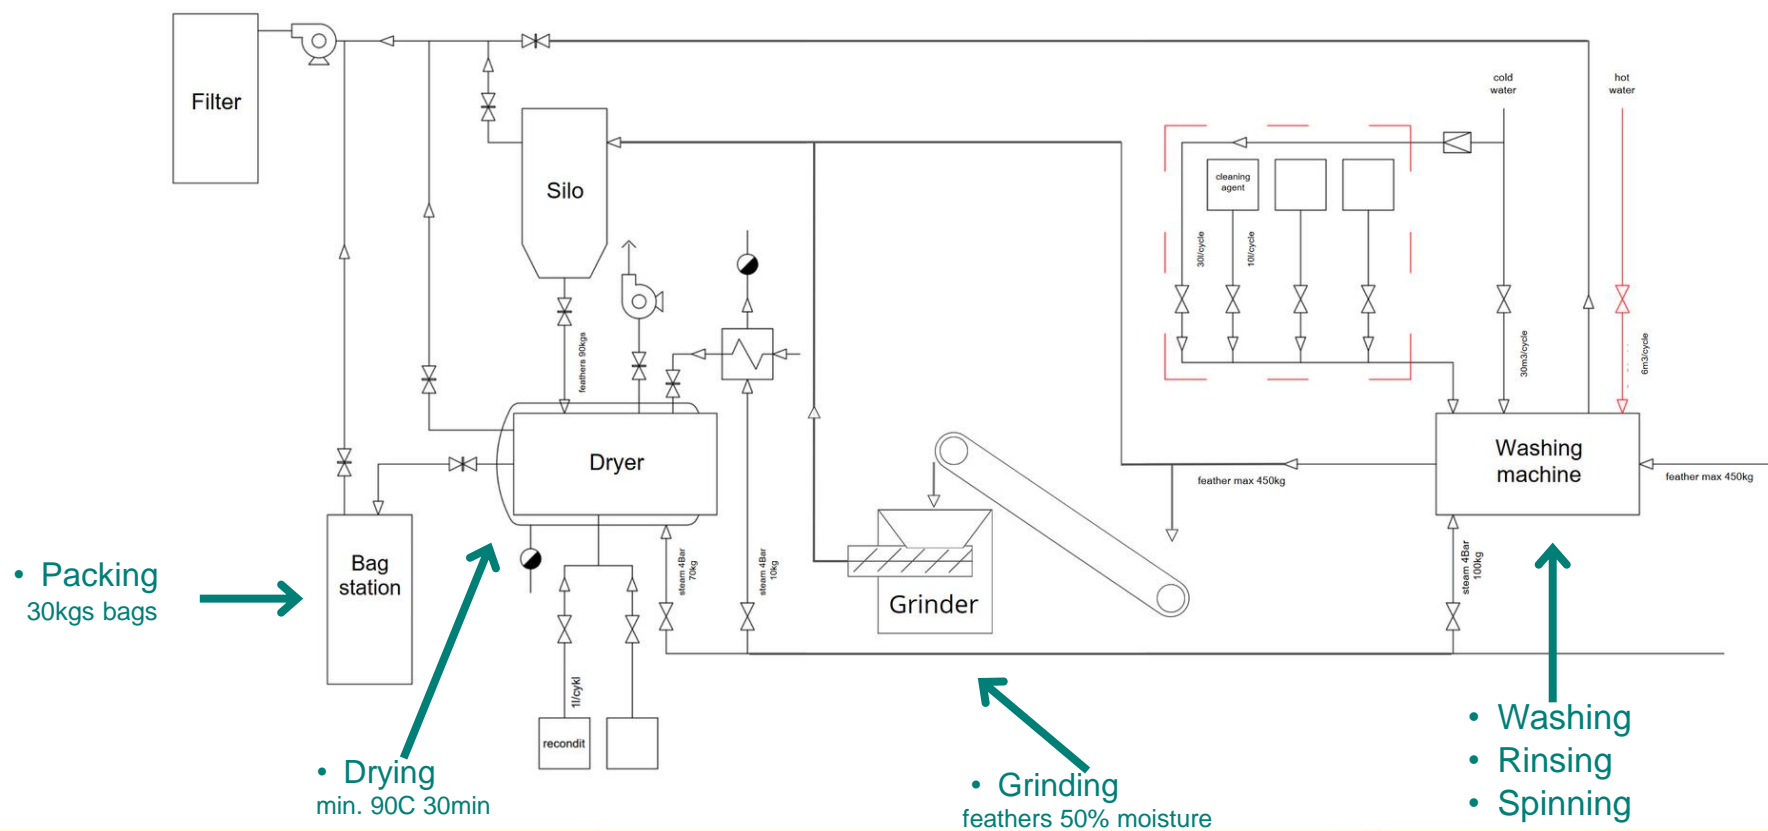 Filter
Silo
cold
water
hot
water
cleaning
agent
30l/cycle
10l/cycle
30m3/cycle
6m3/cycle
feathers 90kgs
Dryer
Washing
machine
feather max 450kg
feather max 450kg
Bag
station
steam 4Bar
70kg
steam 4Bar
10kg
steam 4Bar
100kg
Grinder
1l/cykl
recondit
• Packing
30kgs bags
• Drying
min. 90C 30min
• Grinding
feathers 50% moisture
• Washing
• Rinsing
• Spinning